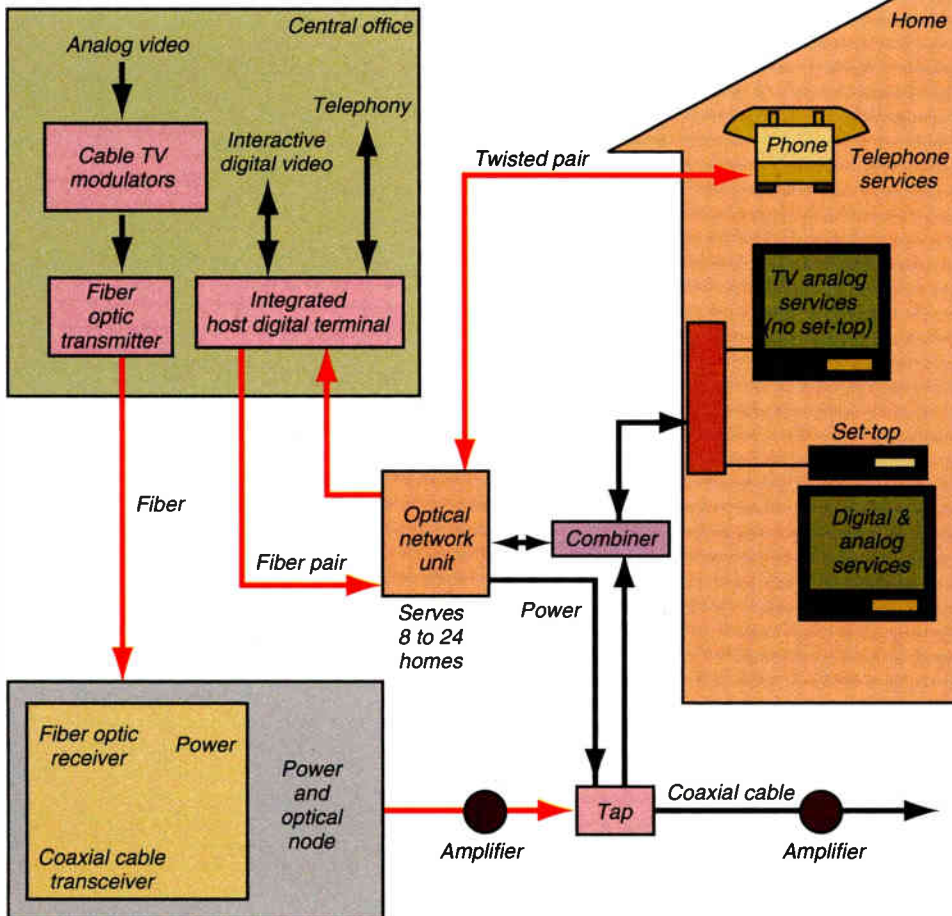 Central office
Analog video
Cable TV
modulators
Fiber
optic
transmitter
Interactive
digital video
Telephony
Integrated
host digital terminal
Home
Twisted pair
Phone
Telephone
services
TV analog
services
(no set-top)
Set-top
Digital &
analog
services
Fiber
Fiber pair
Optical
network
unit
Serves
8 to 24
homes
Combiner
Power
Fiber optic
receiver
Power
Coaxial cable
transceiver
Power
and
optical
node
Amplifier
Tap
Coaxial cable
Amplifier